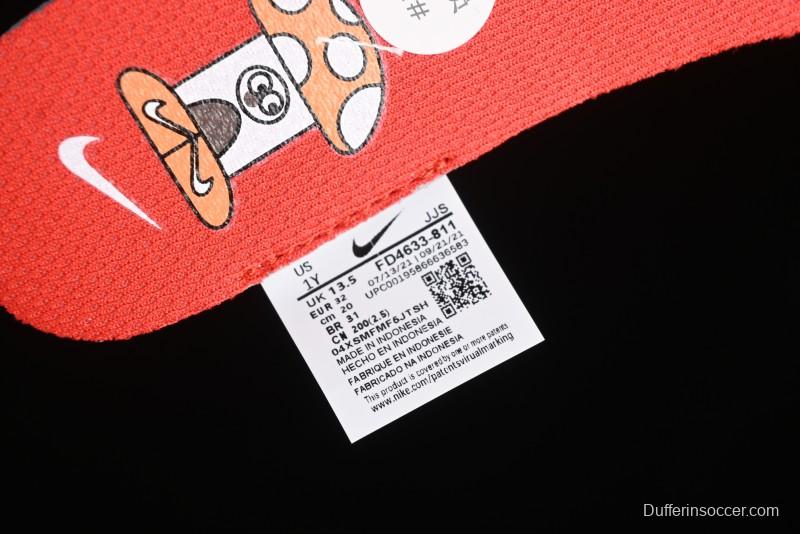 JJS
US
1Y
UK 13.5
EUR 32
cm 20
BR 31
CN 200(2.5)
FD4633-811
07/13/21 | 09/21/21
UPC00195866636583
04XSMFMF6JTSH
MADE IN INDONESIA
HECHO EN INDONESIA
FABRIQUE EN INDONESIE
FABRICADO NA INDONESIA
This product is covered by one or more patents
www.nike.com/patentsvirtualmarking
Dufferinsoccer.com